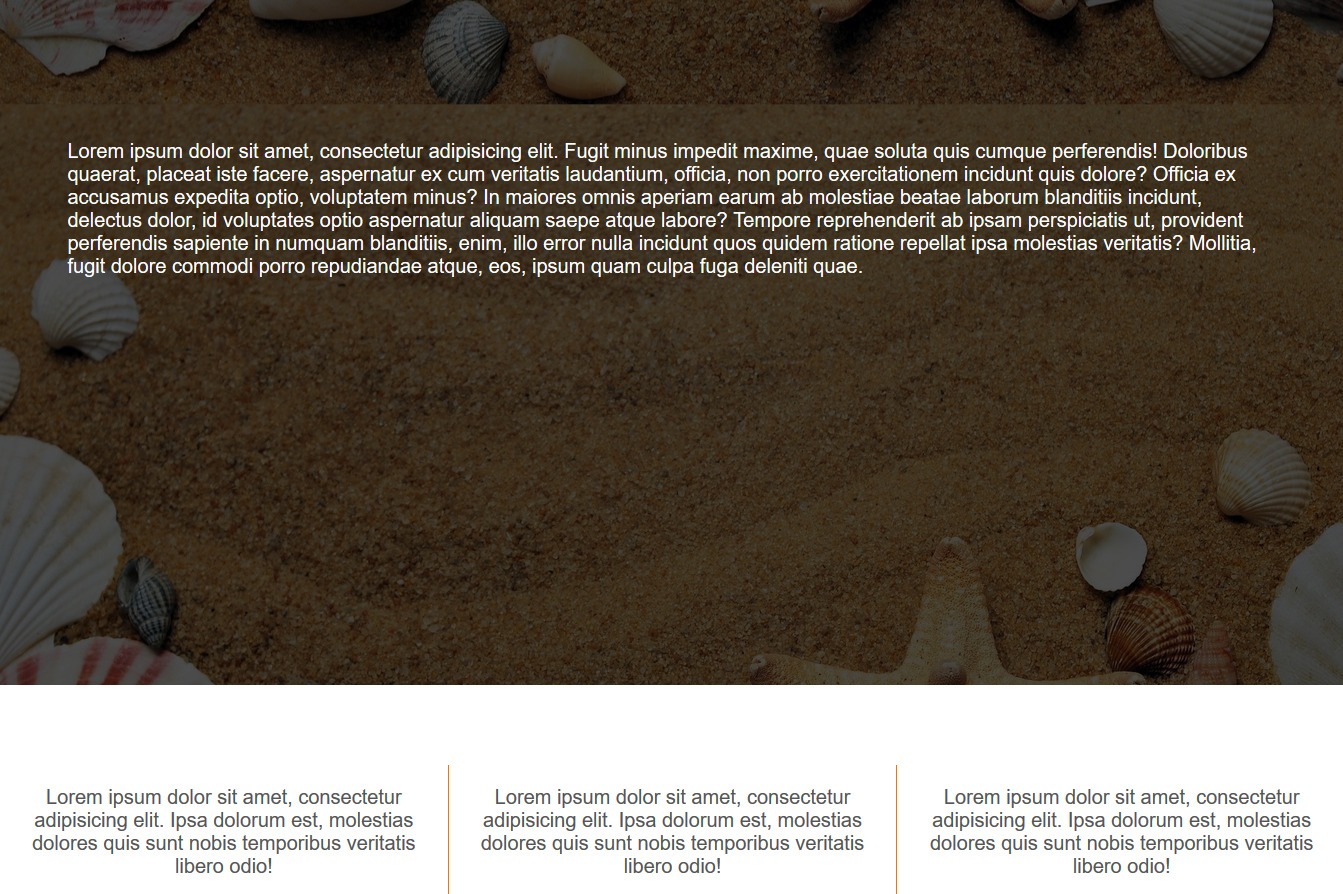 Lorem ipsum dolor sit amet, consectetur adipisicing elit. Fugit minus impedit maxime, quae soluta quis cumque perferendis! Doloribus
quaerat, placeat iste facere, aspernatur ex cum veritatis laudantium, officia, non porro exercitationem incidunt quis dolore? Officia ex
accusamus expedita optio, voluptatem minus? In maiores omnis aperiam earum ab molestiae beatae laborum blanditiis incidunt,
delectus dolor, id voluptates optio aspernatur aliquam saepe atque labore? Tempore reprehenderit ab ipsam perspiciatis ut, provident
perferendis sapiente in numquam blanditiis, enim, illo error nulla incidunt quos quidem ratione repellat ipsa molestias veritatis? Mollitia,
fugit dolore commodi porro repudiandae atque, eos, ipsum quam culpa fuga deleniti quae.
Lorem ipsum dolor sit amet, consectetur
adipisicing elit. Ipsa dolorum est, molestias
dolores quis sunt nobis temporibus veritatis
libero odio!
Lorem ipsum dolor sit amet, consectetur
adipisicing elit. Ipsa dolorum est, molestias
dolores quis sunt nobis temporibus veritatis
libero odio!
Lorem ipsum dolor sit amet, consectetur
adipisicing elit. Ipsa dolorum est, molestias
dolores quis sunt nobis temporibus veritatis
libero odio!